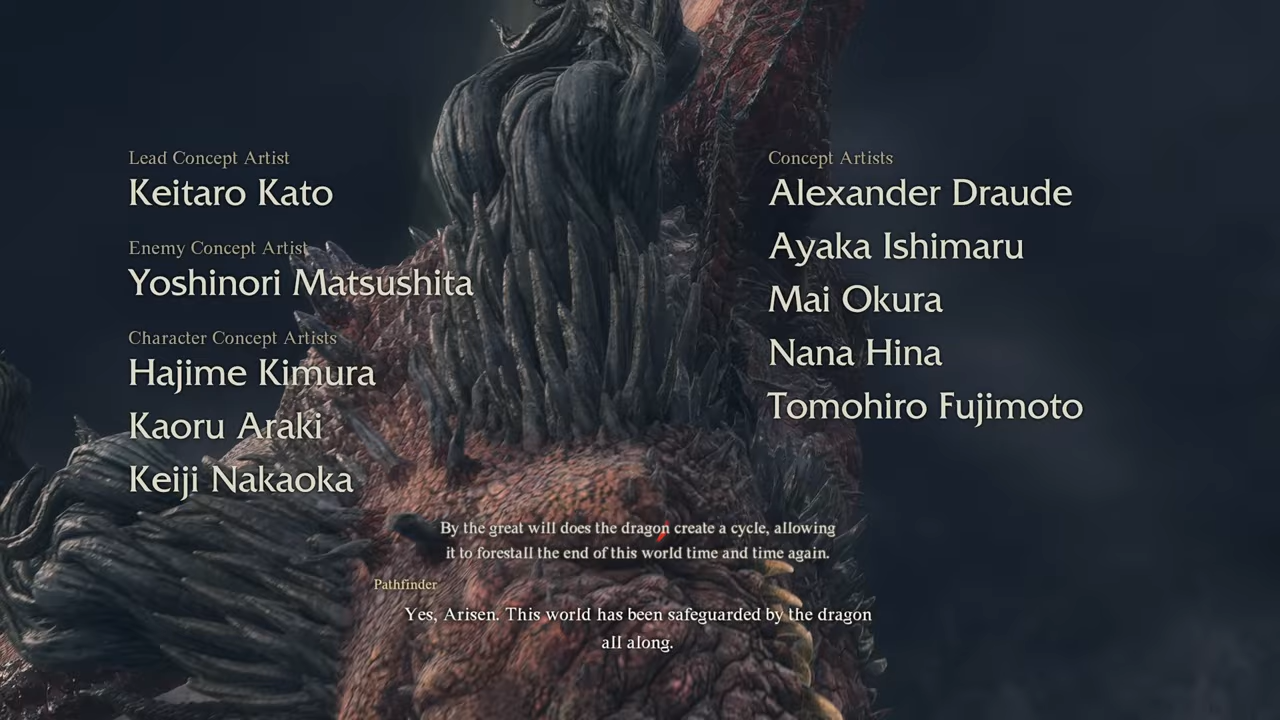 Lead Concept Artist
Keitaro Kato
Enemy Concept Artist
Yoshinori Matsushita
Character Concept Artists
Hajime Kimura
Kaoru Araki
Keiji Nakaoka
Concept Artists
Alexander Draude
Ayaka Ishimaru
Mai Okura
Nana Hina
Tomohiro Fujimoto
By the great will does the dragon create a cycle, allowing
it to forestall the end of this world time and time again.
Pathfinder
Yes, Arisen. This world has been safeguarded by the dragon
all along.